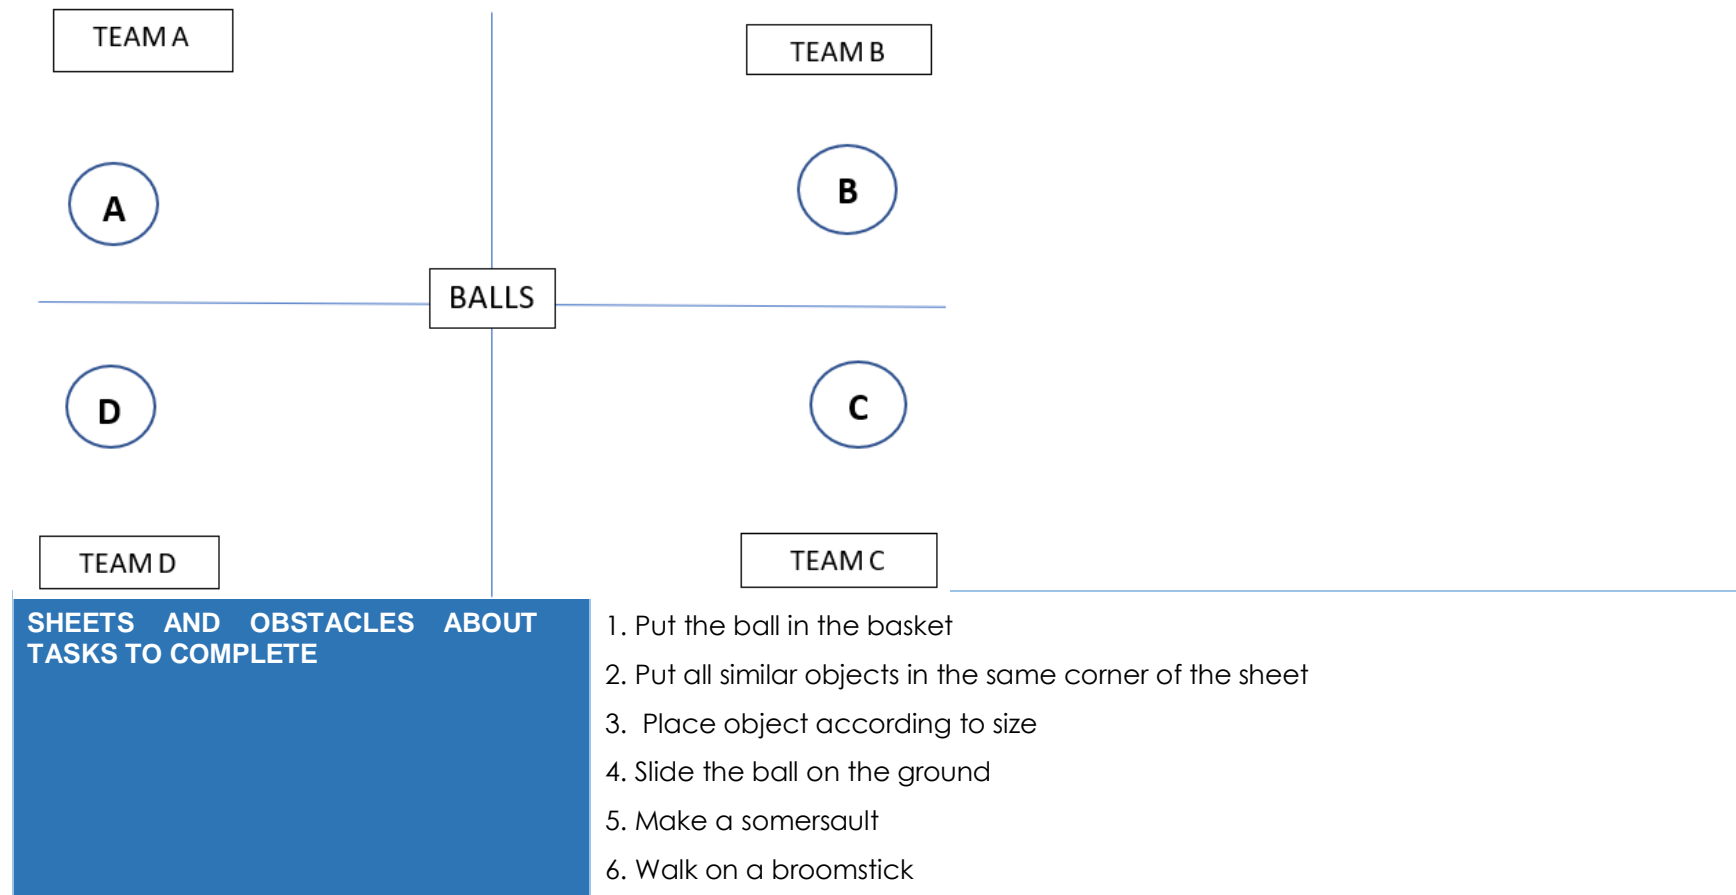 TEAM A
TEAM B
A
B
BALLS
D
C
TEAM D
TEAM C
SHEETS AND OBSTACLES ABOUT
TASKS TO COMPLETE
1. Put the ball in the basket
2. Put all similar objects in the same corner of the sheet
3. Place object according to size
4. Slide the ball on the ground
5. Make a somersault
6. Walk on a broomstick